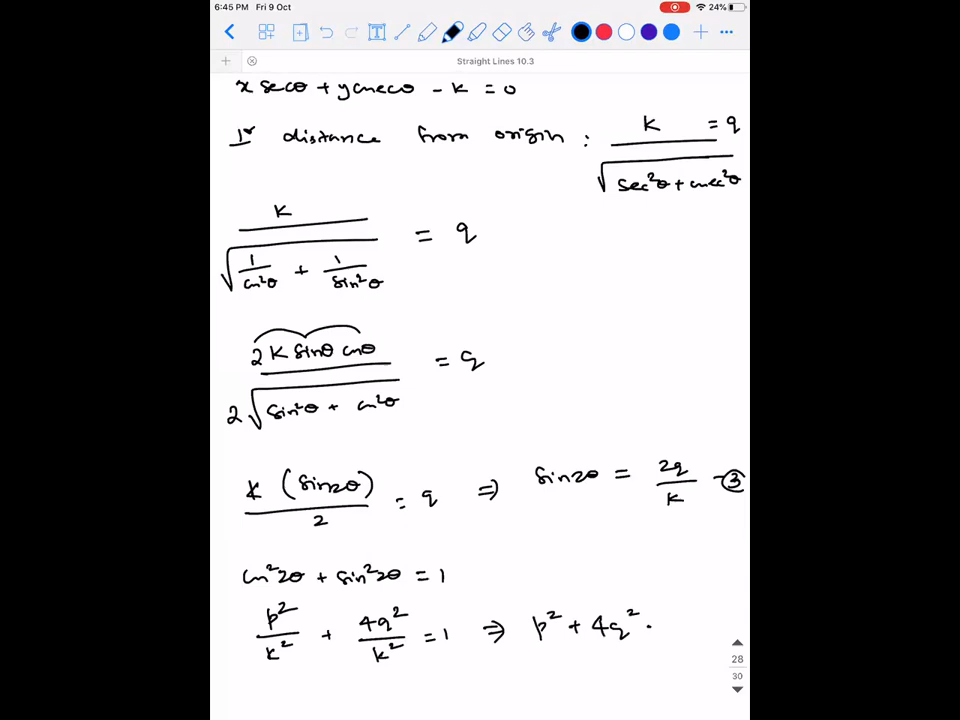 6:45 PM Fri 9 Oct 24%
Straight Lines 10.3
x secθ + y cosecθ - k = 0
1^r distance from origin : k / √(sec²θ + cosec²θ) = q
k / √(1/cos²θ + 1/sin²θ) = q
2 k sinθ cosθ / 2√(sin²θ + cos²θ) = q
k (sin2θ) / 2 = q ⇒ sin2θ = 2q/k - ③
cos²2θ + sin²2θ = 1
p²/k² + 4q²/k² = 1 ⇒ p² + 4q² .
28
30